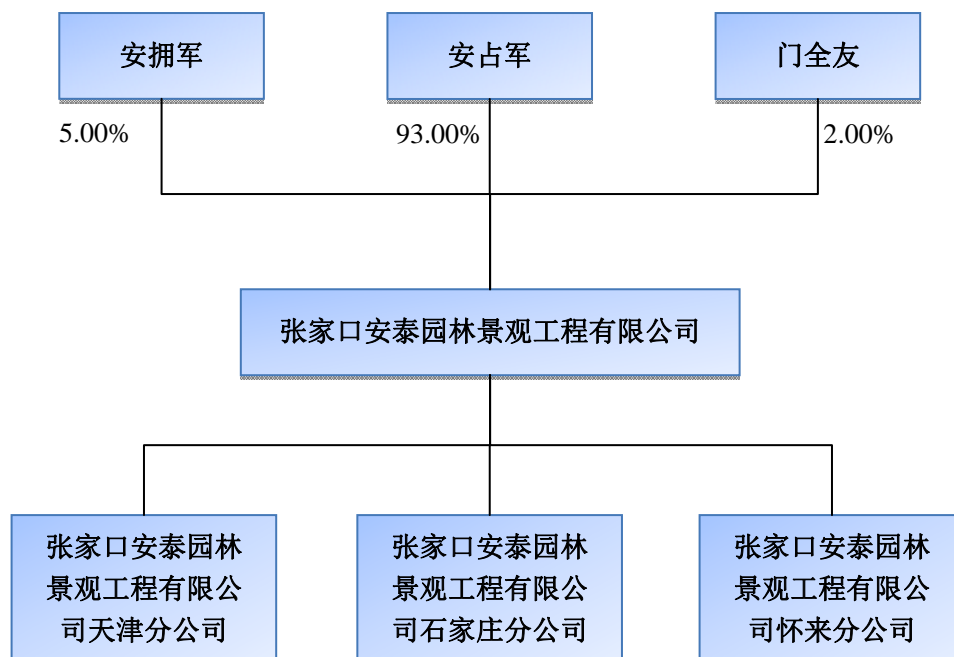 安拥军
安占军
门全友
5.00%
93.00%
2.00%
张家口安泰园林景观工程有限公司
张家口安泰园林
景观工程有限公
司天津分公司
张家口安泰园林
景观工程有限公
司石家庄分公司
张家口安泰园林
景观工程有限公
司怀来分公司